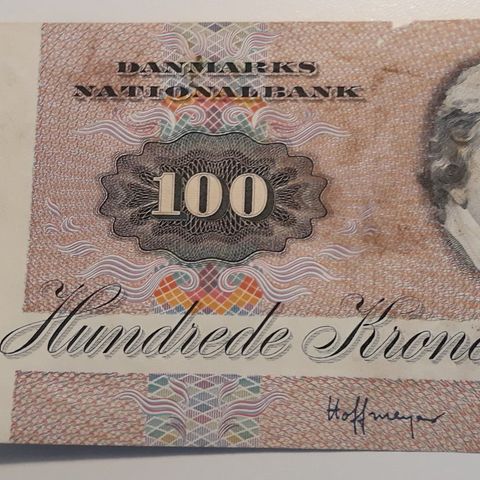 DANMARKS
NATIONALBANK
100
Hundrede Krone
Hoffmeyer